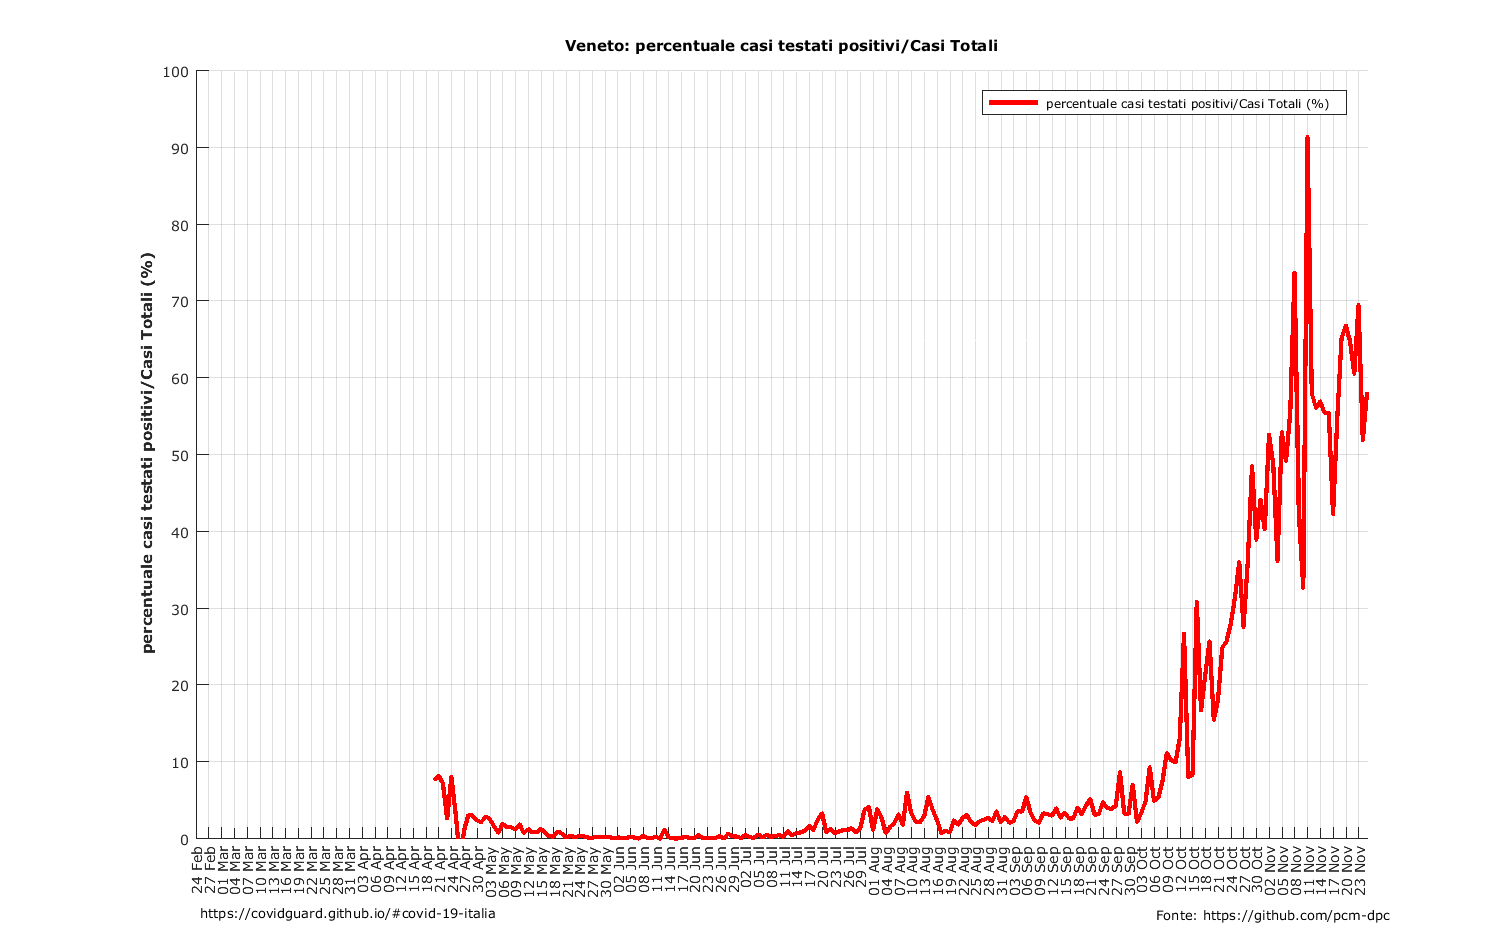 Veneto: percentuale casi testati positivi/Casi Totali
percentuale casi testati positivi/Casi Totali (%)
percentuale casi testati positivi/Casi Totali (%)
100
90
80
70
60
50
40
30
20
10
0
24 Feb
27 Feb
01 Mar
04 Mar
07 Mar
10 Mar
13 Mar
16 Mar
19 Mar
22 Mar
25 Mar
28 Mar
31 Mar
03 Apr
06 Apr
09 Apr
12 Apr
15 Apr
18 Apr
21 Apr
24 Apr
27 Apr
30 Apr
03 May
06 May
09 May
12 May
15 May
18 May
21 May
24 May
27 May
30 May
02 Jun
05 Jun
08 Jun
11 Jun
14 Jun
17 Jun
20 Jun
23 Jun
26 Jun
29 Jun
02 Jul
05 Jul
08 Jul
11 Jul
14 Jul
17 Jul
20 Jul
23 Jul
26 Jul
29 Jul
01 Aug
04 Aug
07 Aug
10 Aug
13 Aug
16 Aug
19 Aug
22 Aug
25 Aug
28 Aug
31 Aug
03 Sep
06 Sep
09 Sep
12 Sep
15 Sep
18 Sep
21 Sep
24 Sep
27 Sep
30 Sep
03 Oct
06 Oct
09 Oct
12 Oct
15 Oct
18 Oct
21 Oct
24 Oct
27 Oct
30 Oct
02 Nov
05 Nov
08 Nov
11 Nov
14 Nov
17 Nov
20 Nov
23 Nov
https://covidguard.github.io/#covid-19-italia
Fonte: https://github.com/pcm-dpc